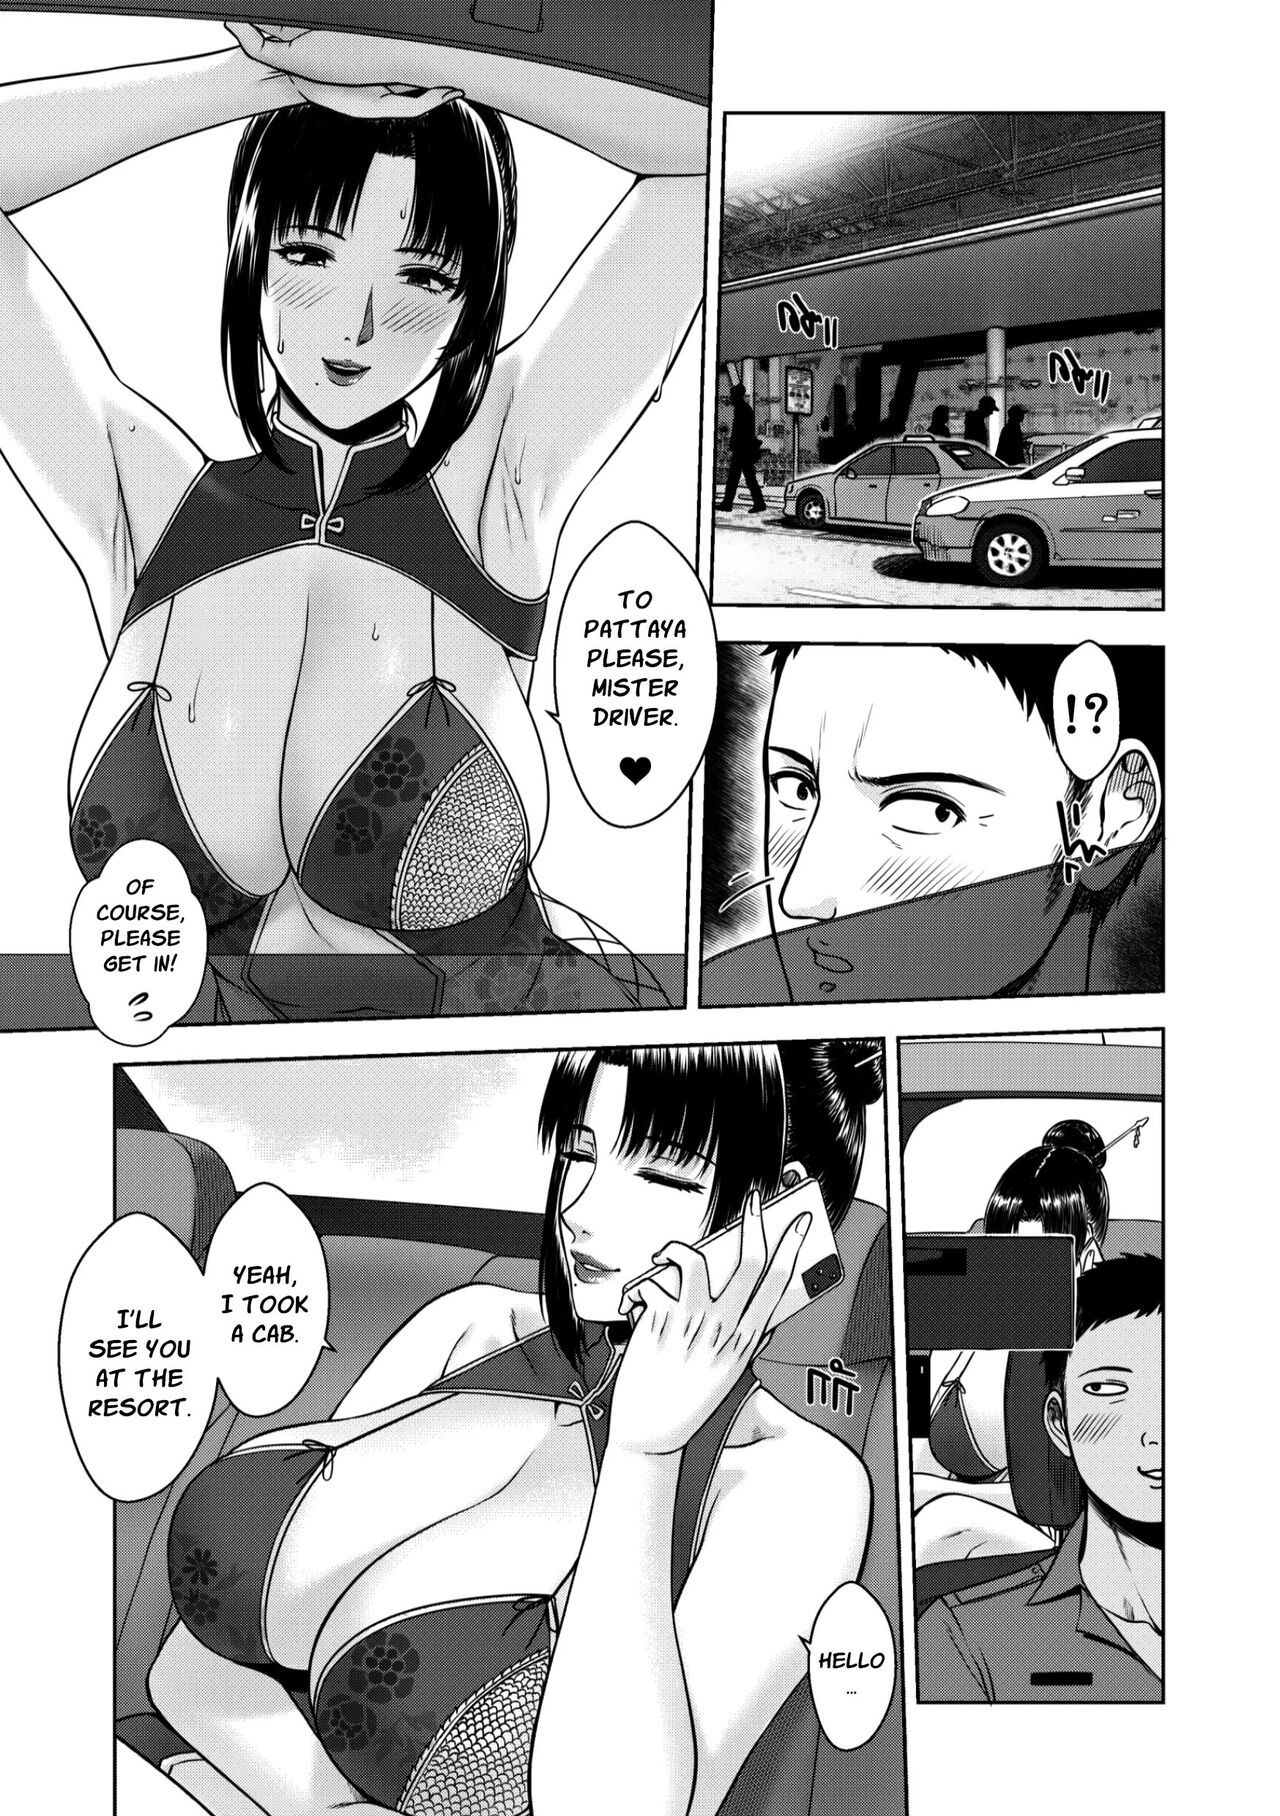 !?
TO
PATTAYA
PLEASE,
MISTER
DRIVER.
♥
OF
COURSE,
PLEASE
GET IN!
HELLO
...
YEAH,
I TOOK
A CAB.
I'LL
SEE YOU
AT THE
RESORT.